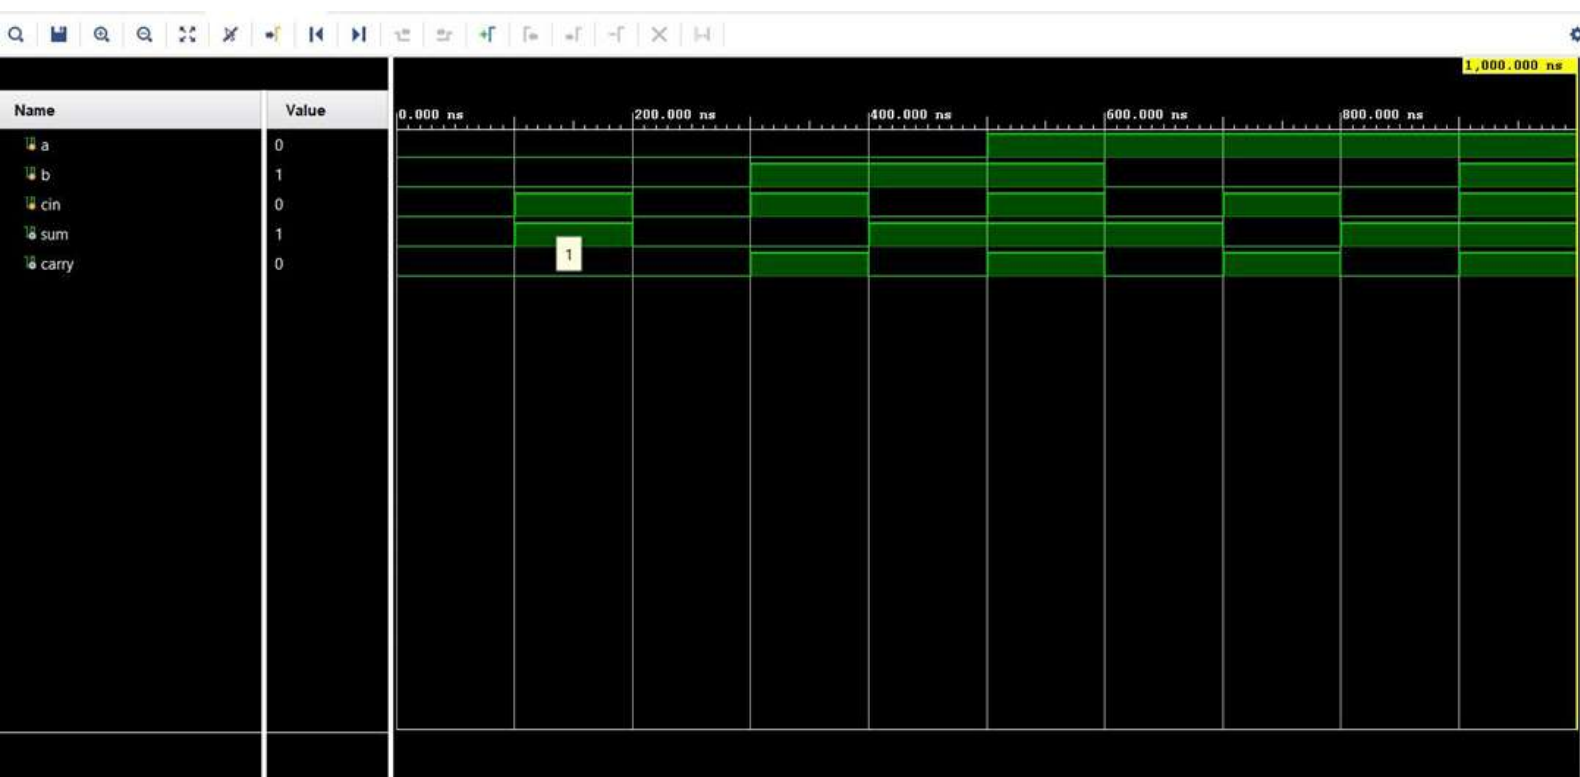 1,000.000 ns
Name Value
0.000 ns 200.000 ns 400.000 ns 600.000 ns 800.000 ns
a 0
b 1
cin 0
sum 1
1
carry 0